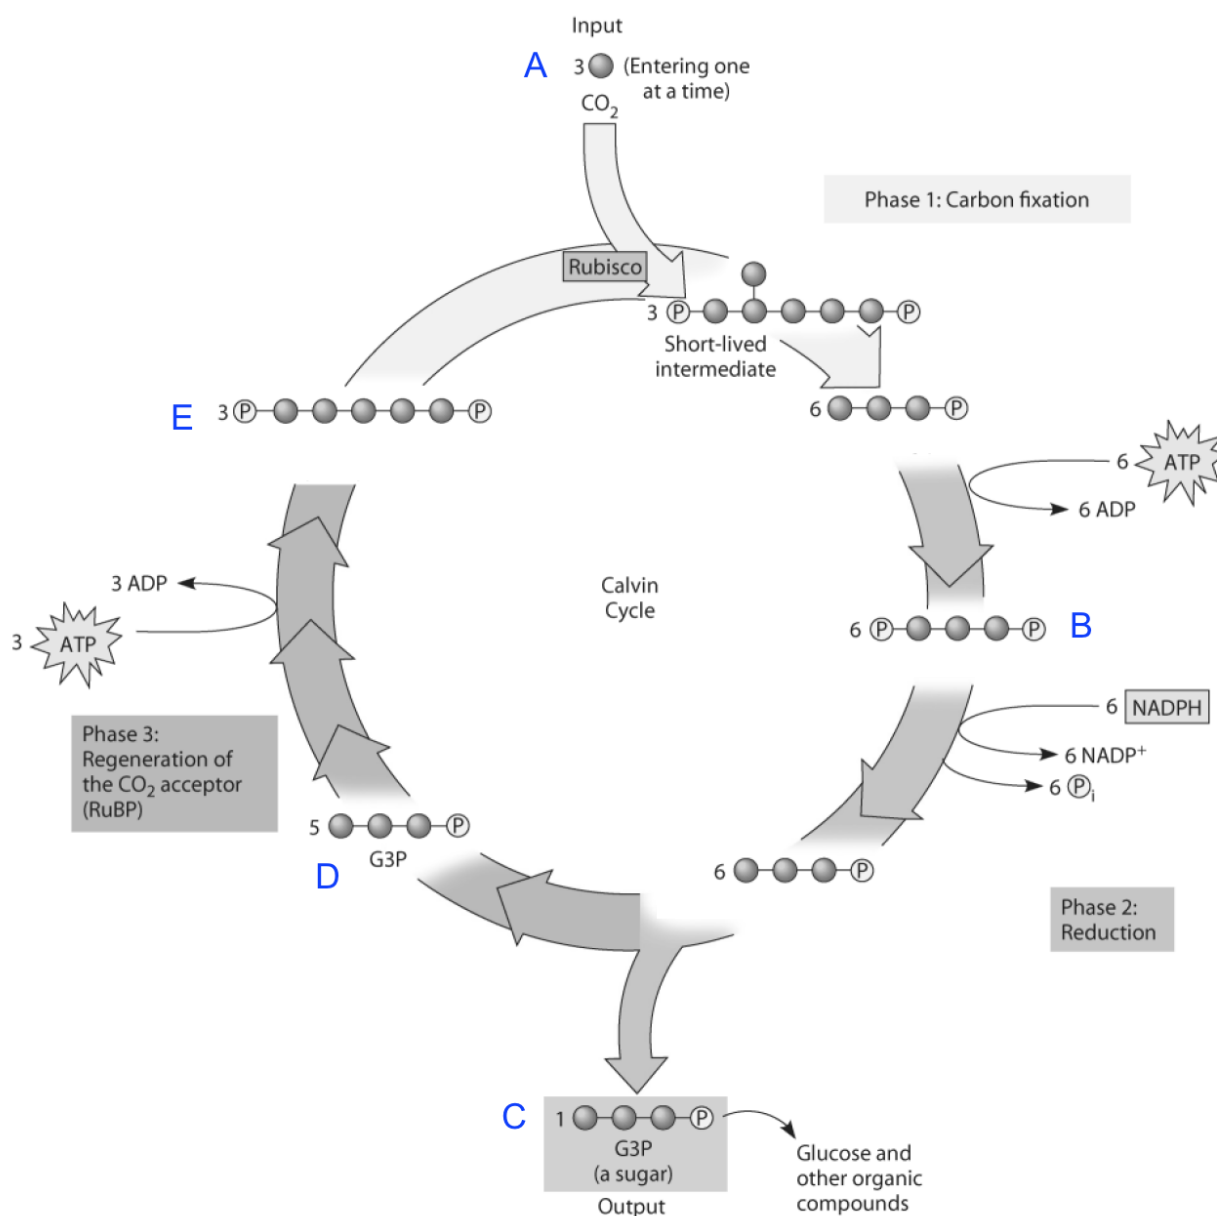 Input
A
3 (Entering one
at a time)
CO₂
Phase 1: Carbon fixation
Rubisco
3 P P
Short-lived
intermediate
E
3 P P
6 P
6 ATP
6 ADP
Calvin
Cycle
3 ADP
3 ATP
6 P P
B
6 NADPH
6 NADP⁺
6 Pᵢ
Phase 3:
Regeneration of
the CO₂ acceptor
(RuBP)
5 P
G3P
D
6 P
Phase 2:
Reduction
C
1 P
G3P
(a sugar)
Output
Glucose and
other organic
compounds